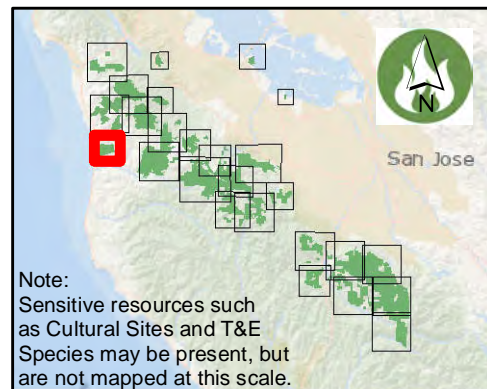 N
San Jose
Note:
Sensitive resources such
as Cultural Sites and T&E
Species may be present, but
are not mapped at this scale.